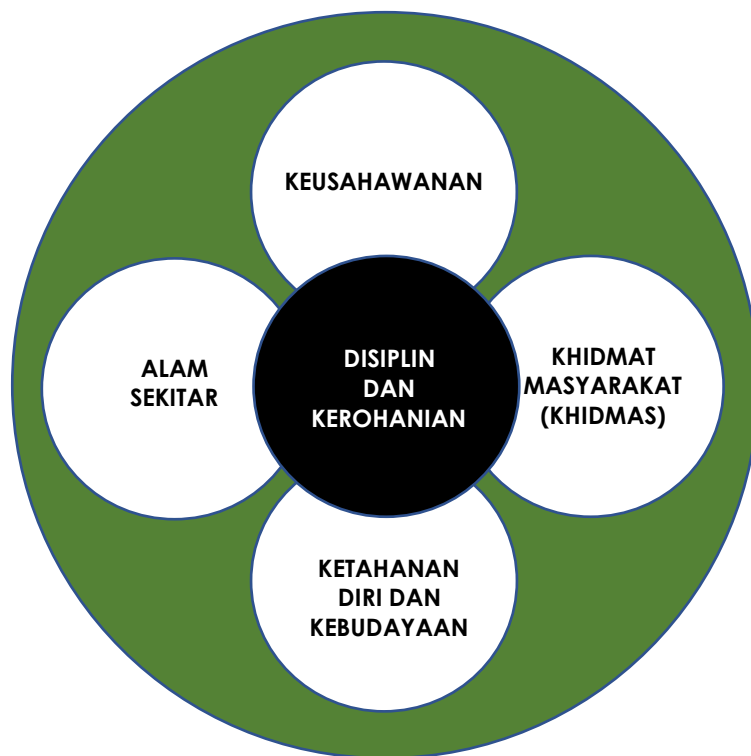 KEUSAHAWANAN
ALAM
SEKITAR
DISIPLIN
DAN
KEROHANIAN
KHIDMAT
MASYARAKAT
(KHIDMAS)
KETAHANAN
DIRI DAN
KEBUDAYAAN